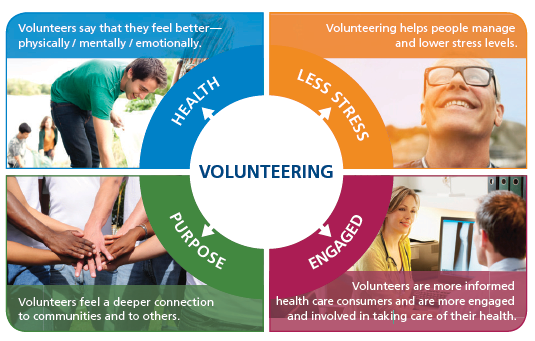 Volunteers say that they feel better—
physically / mentally / emotionally.
Volunteering helps people manage
and lower stress levels.
HEALTH
LESS STRESS
VOLUNTEERING
PURPOSE
ENGAGED
Volunteers feel a deeper connection
to communities and to others.
Volunteers are more informed
health care consumers and are more engaged
and involved in taking care of their health.